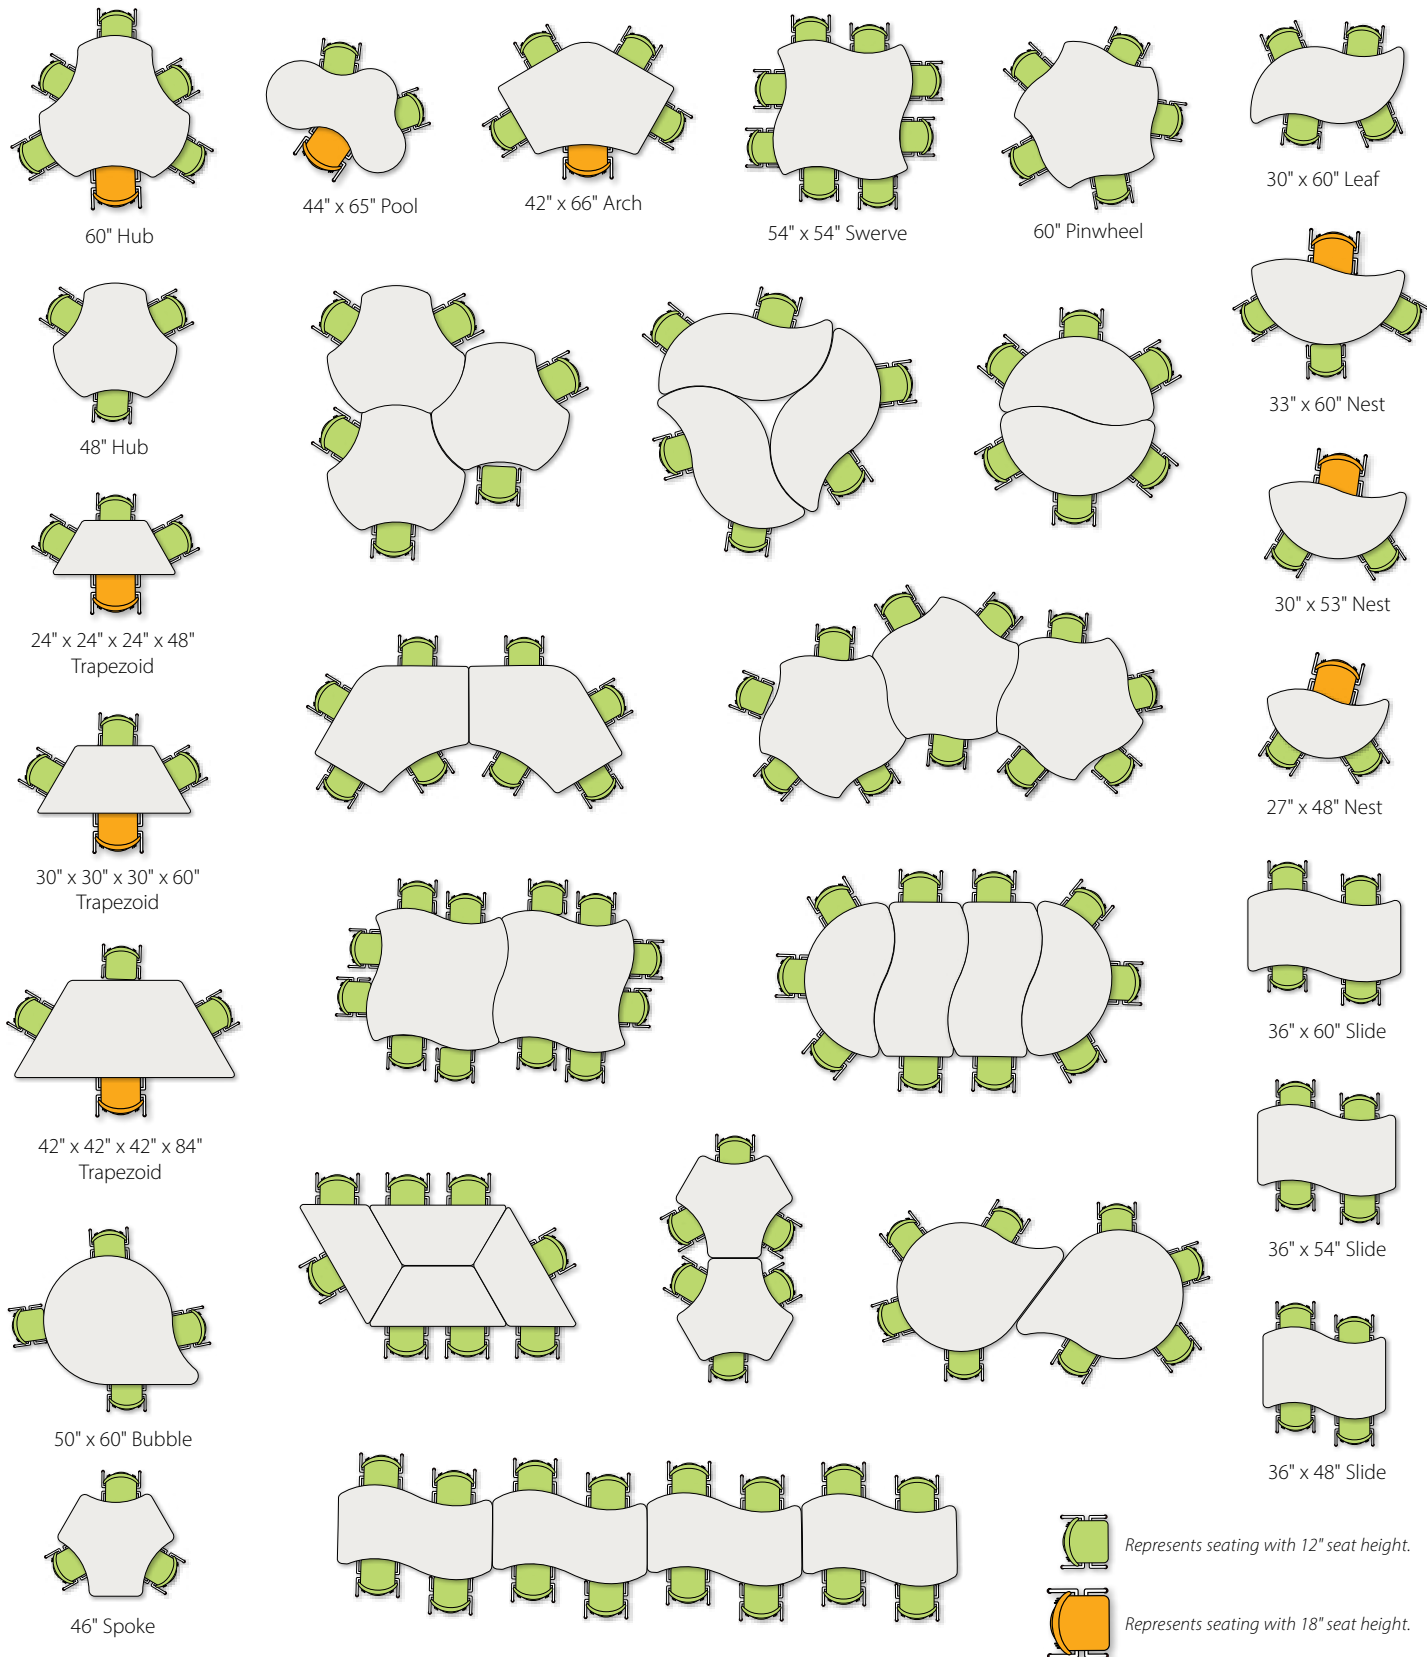 60" Hub
44" x 65" Pool
42" x 66" Arch
54" x 54" Swerve
60" Pinwheel
30" x 60" Leaf
48" Hub
33" x 60" Nest
24" x 24" x 24" x 48"
Trapezoid
30" x 53" Nest
30" x 30" x 30" x 60"
Trapezoid
27" x 48" Nest
42" x 42" x 42" x 84"
Trapezoid
36" x 60" Slide
50" x 60" Bubble
36" x 54" Slide
46" Spoke
36" x 48" Slide
Represents seating with 12" seat height.
Represents seating with 18" seat height.